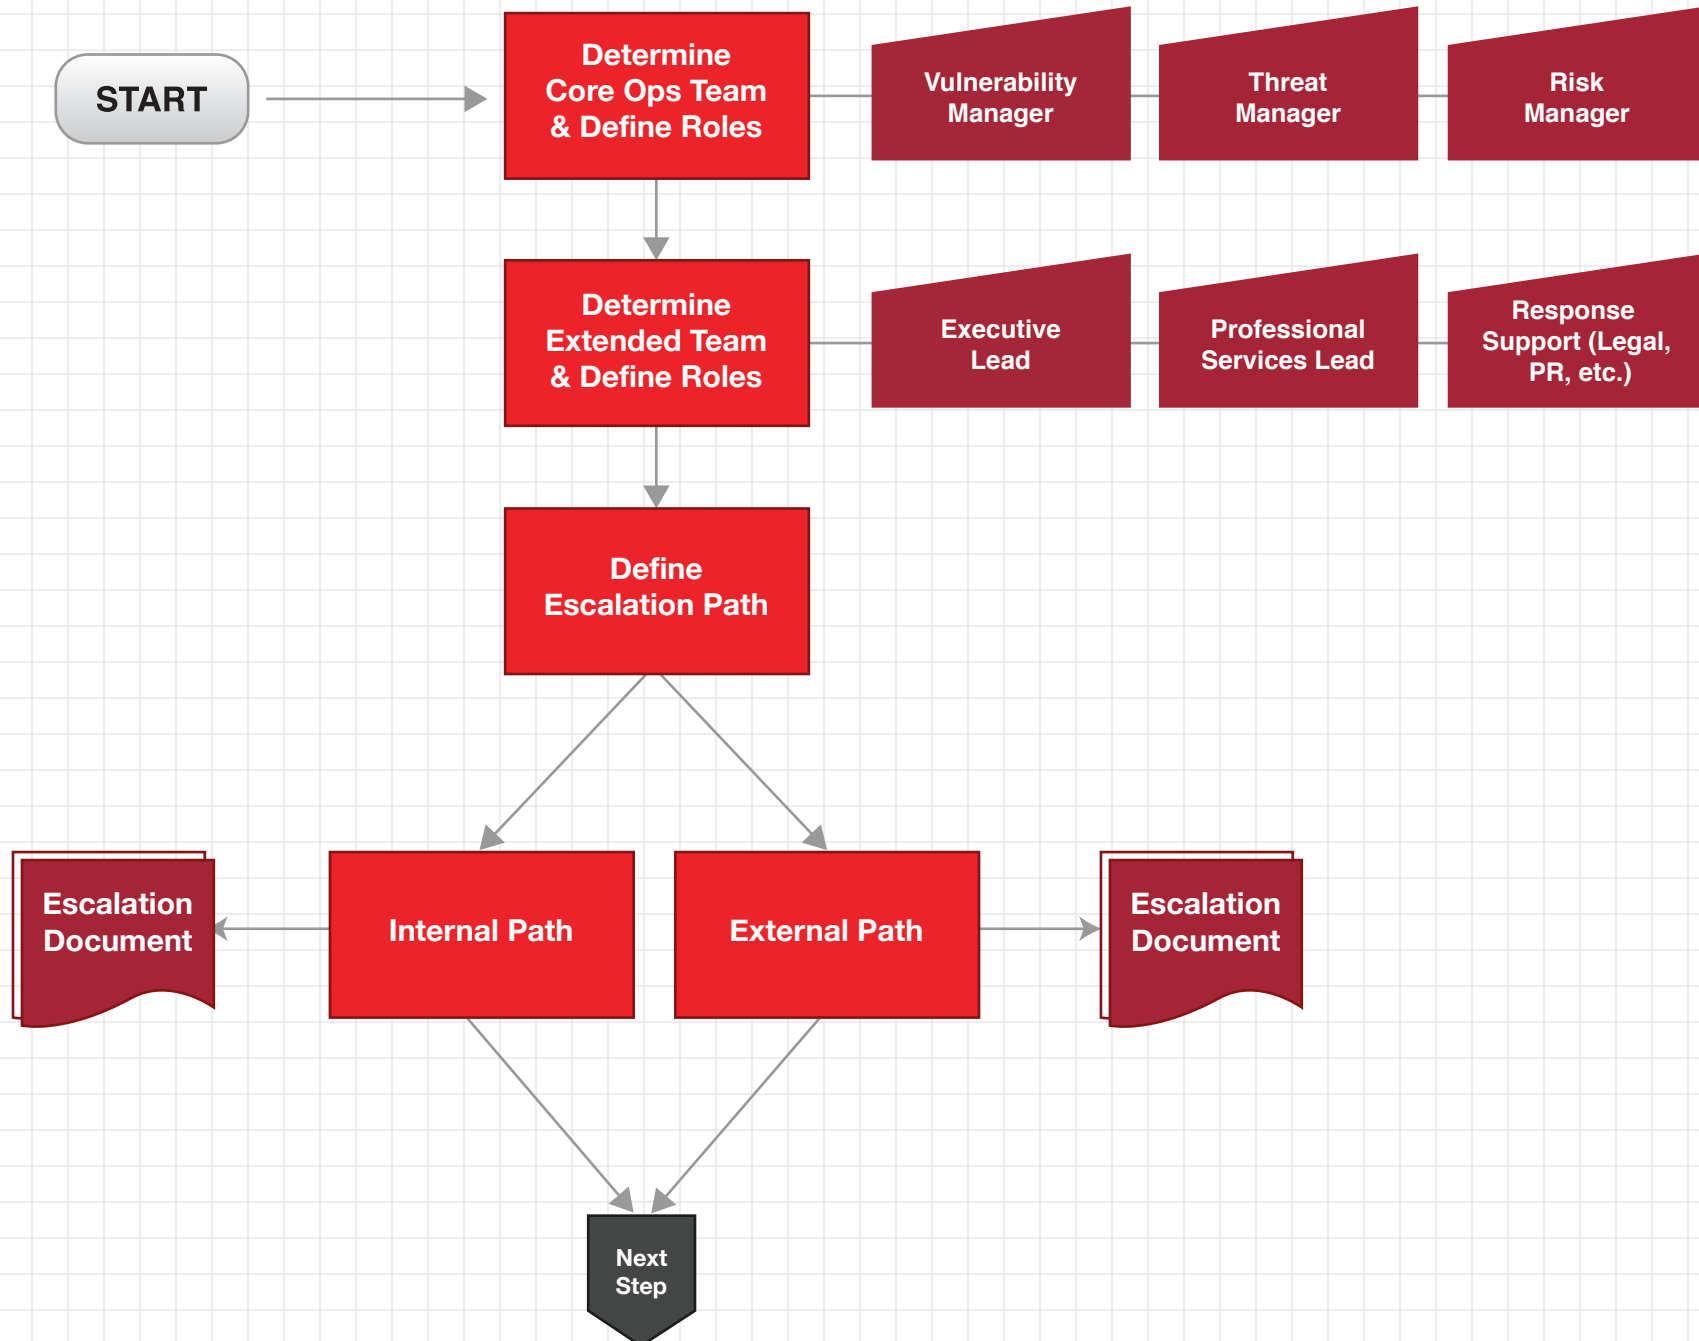 START
Determine
Core Ops Team
& Define Roles
Vulnerability
Manager
Threat
Manager
Risk
Manager
Determine
Extended Team
& Define Roles
Executive
Lead
Professional
Services Lead
Response
Support (Legal,
PR, etc.)
Define
Escalation Path
Escalation
Document
Internal Path
External Path
Escalation
Document
Next
Step